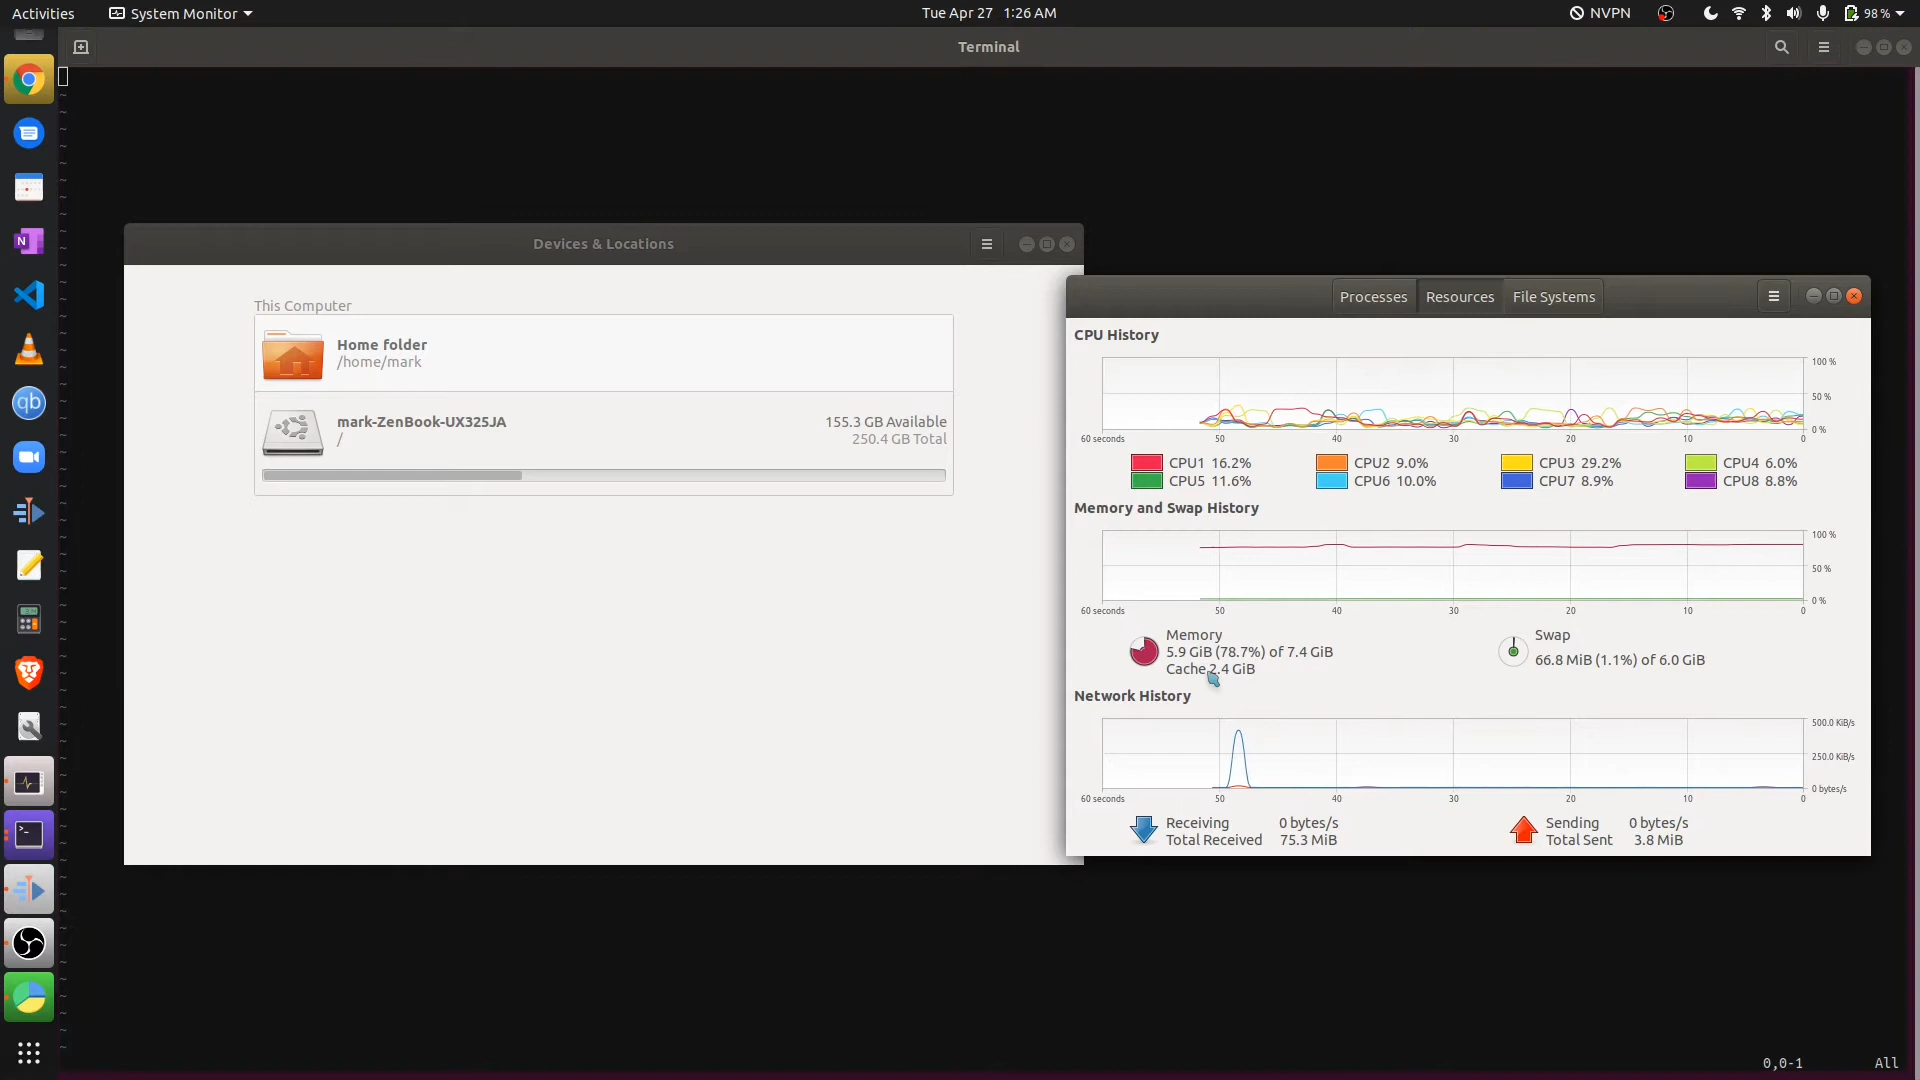 Activities
System Monitor
Tue Apr 27 1:26 AM
NVPN
98 %
Terminal
Devices & Locations
This Computer
Home folder
/home/mark
mark-ZenBook-UX325JA
/
155.3 GB Available
250.4 GB Total
Processes
Resources
File Systems
CPU History
100 %
50 %
0 %
60 seconds 50 40 30 20 10 0
CPU1 16.2% CPU2 9.0% CPU3 29.2% CPU4 6.0%
CPU5 11.6% CPU6 10.0% CPU7 8.9% CPU8 8.8%
Memory and Swap History
100 %
50 %
0 %
60 seconds 50 40 30 20 10 0
Memory
5.9 GiB (78.7%) of 7.4 GiB
Cache 2.4 GiB
Swap
66.8 MiB (1.1%) of 6.0 GiB
Network History
500.0 KiB/s
250.0 KiB/s
0 bytes/s
60 seconds 50 40 30 20 10 0
Receiving 0 bytes/s
Total Received 75.3 MiB
Sending 0 bytes/s
Total Sent 3.8 MiB
0,0-1 All